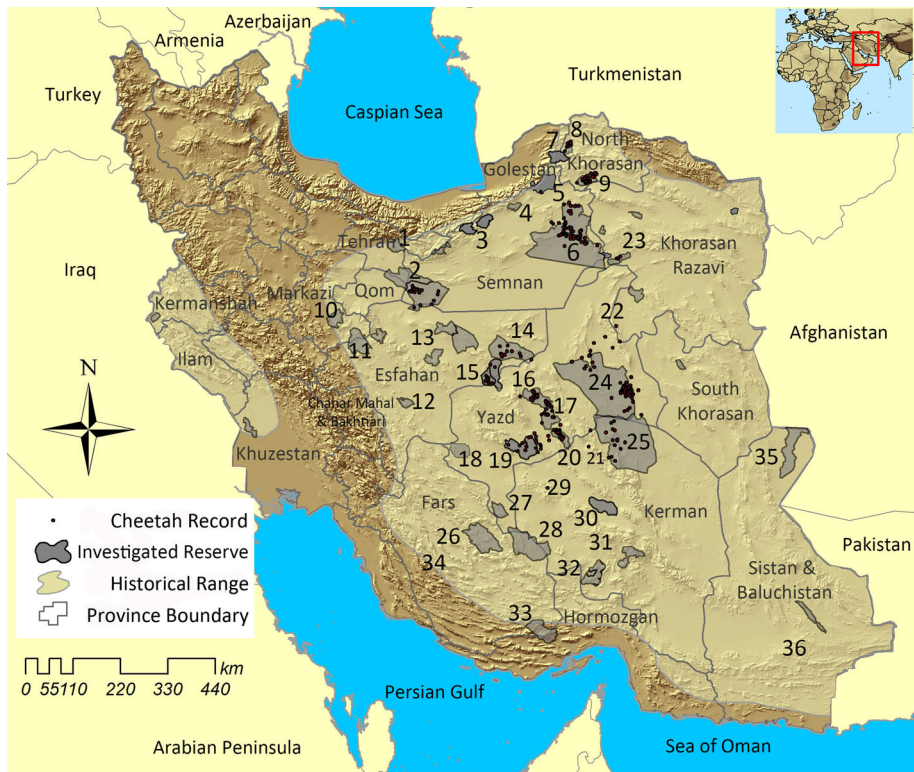 Azerbaijan
Armenia
Turkey
Caspian Sea
Turkmenistan
8
7
North
Khorasan
Golestan
9
5
4
Tehran
1
3
6
23
Khorasan
Razavi
Iraq
2
Qom
Semnan
Kermanshah
Markazi
10
22
Afghanistan
Ilam
11
13
14
Esfahan
15
16
24
South
Khorasan
N
12
Chahar Mahal
& Bakhtiari
Yazd
17
25
Khuzestan
18
19
20
21
35
Fars
29
27
30
Kerman
26
28
31
34
32
Pakistan
Sistan &
Baluchistan
33
Hormozgan
36
Cheetah Record
Investigated Reserve
Historical Range
Province Boundary
km
0 55110 220 330 440
Persian Gulf
Arabian Peninsula
Sea of Oman